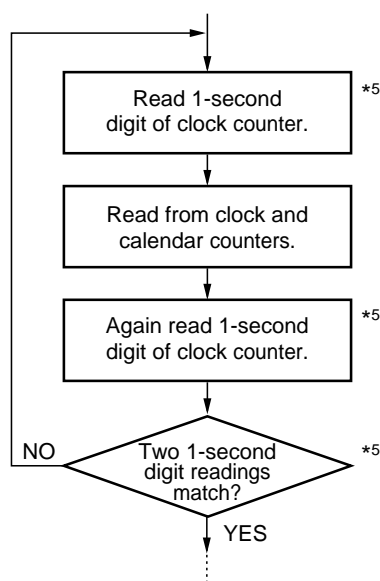 Read 1-second
digit of clock counter.
*5
Read from clock and
calendar counters.
Again read 1-second
digit of clock counter.
*5
Two 1-second
digit readings
match?
*5
NO
YES